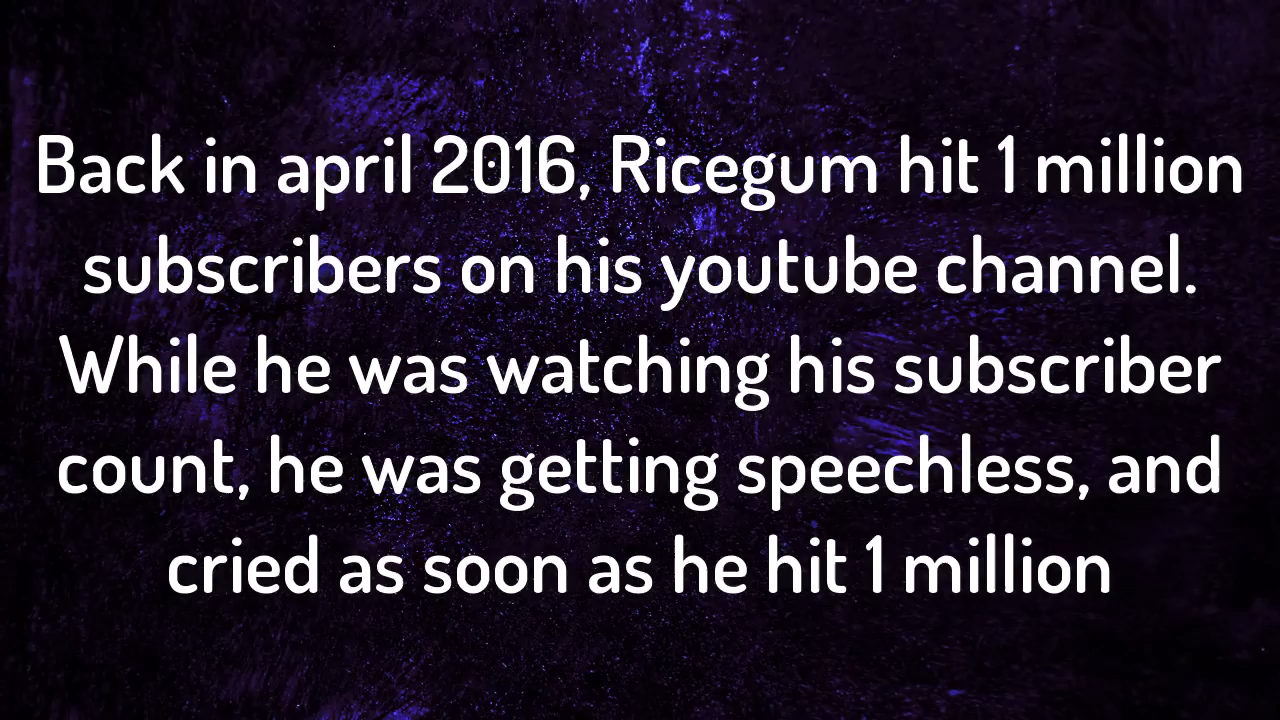 Back in april 2016, Ricegum hit 1 million
subscribers on his youtube channel.
While he was watching his subscriber
count, he was getting speechless, and
cried as soon as he hit 1 million